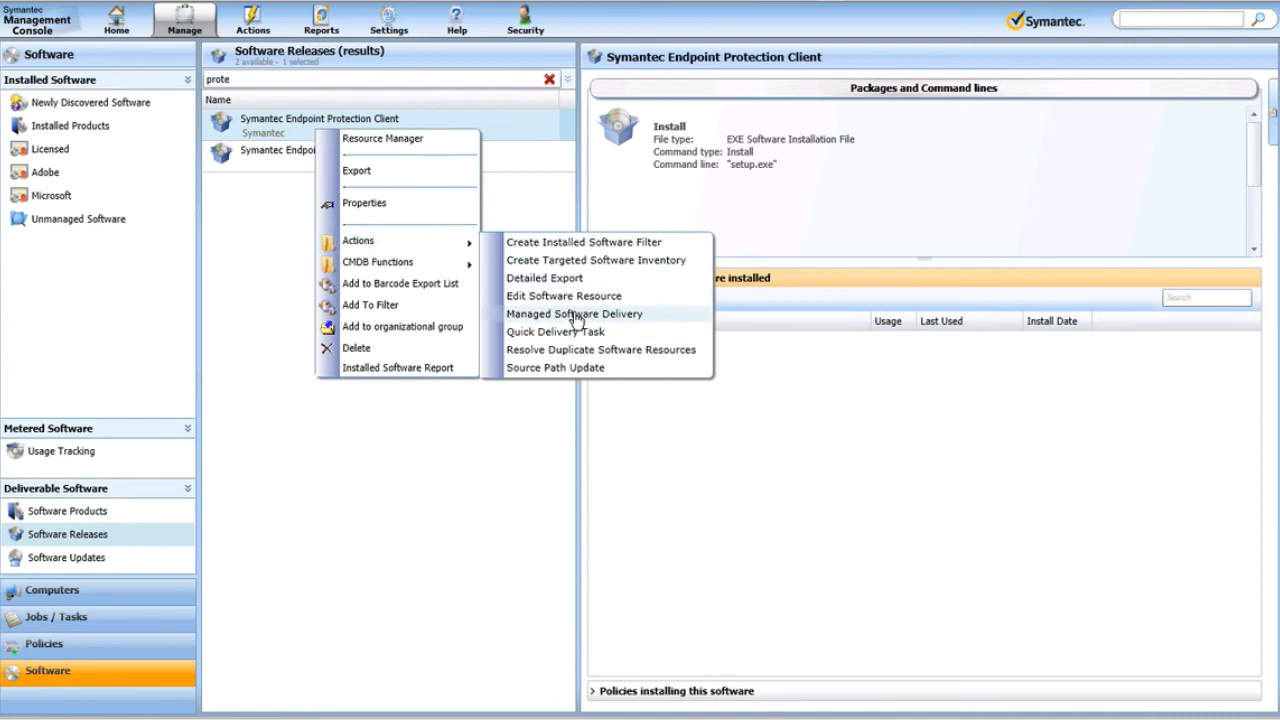 Symantec
Management
Console
Home
Manage
Actions
Reports
Settings
Help
Security
Symantec.
Software
Installed Software
Newly Discovered Software
Installed Products
Licensed
Adobe
Microsoft
Unmanaged Software
Metered Software
Usage Tracking
Deliverable Software
Software Products
Software Releases
Software Updates
Computers
Jobs / Tasks
Policies
Software
Software Releases (results)
2 available - 1 selected
prote
Name
Symantec Endpoint Protection Client
Symantec
Symantec Endpoi
Resource Manager
Export
Properties
Actions
CMDB Functions
Add to Barcode Export List
Add To Filter
Add to organizational group
Delete
Installed Software Report
Create Installed Software Filter
Create Targeted Software Inventory
Detailed Export
Edit Software Resource
Managed Software Delivery
Quick Delivery Task
Resolve Duplicate Software Resources
Source Path Update
Symantec Endpoint Protection Client
Packages and Command lines
Install
File type: EXE Software Installation File
Command type: Install
Command line: "setup.exe"
re installed
Search
Usage
Last Used
Install Date
Policies installing this software